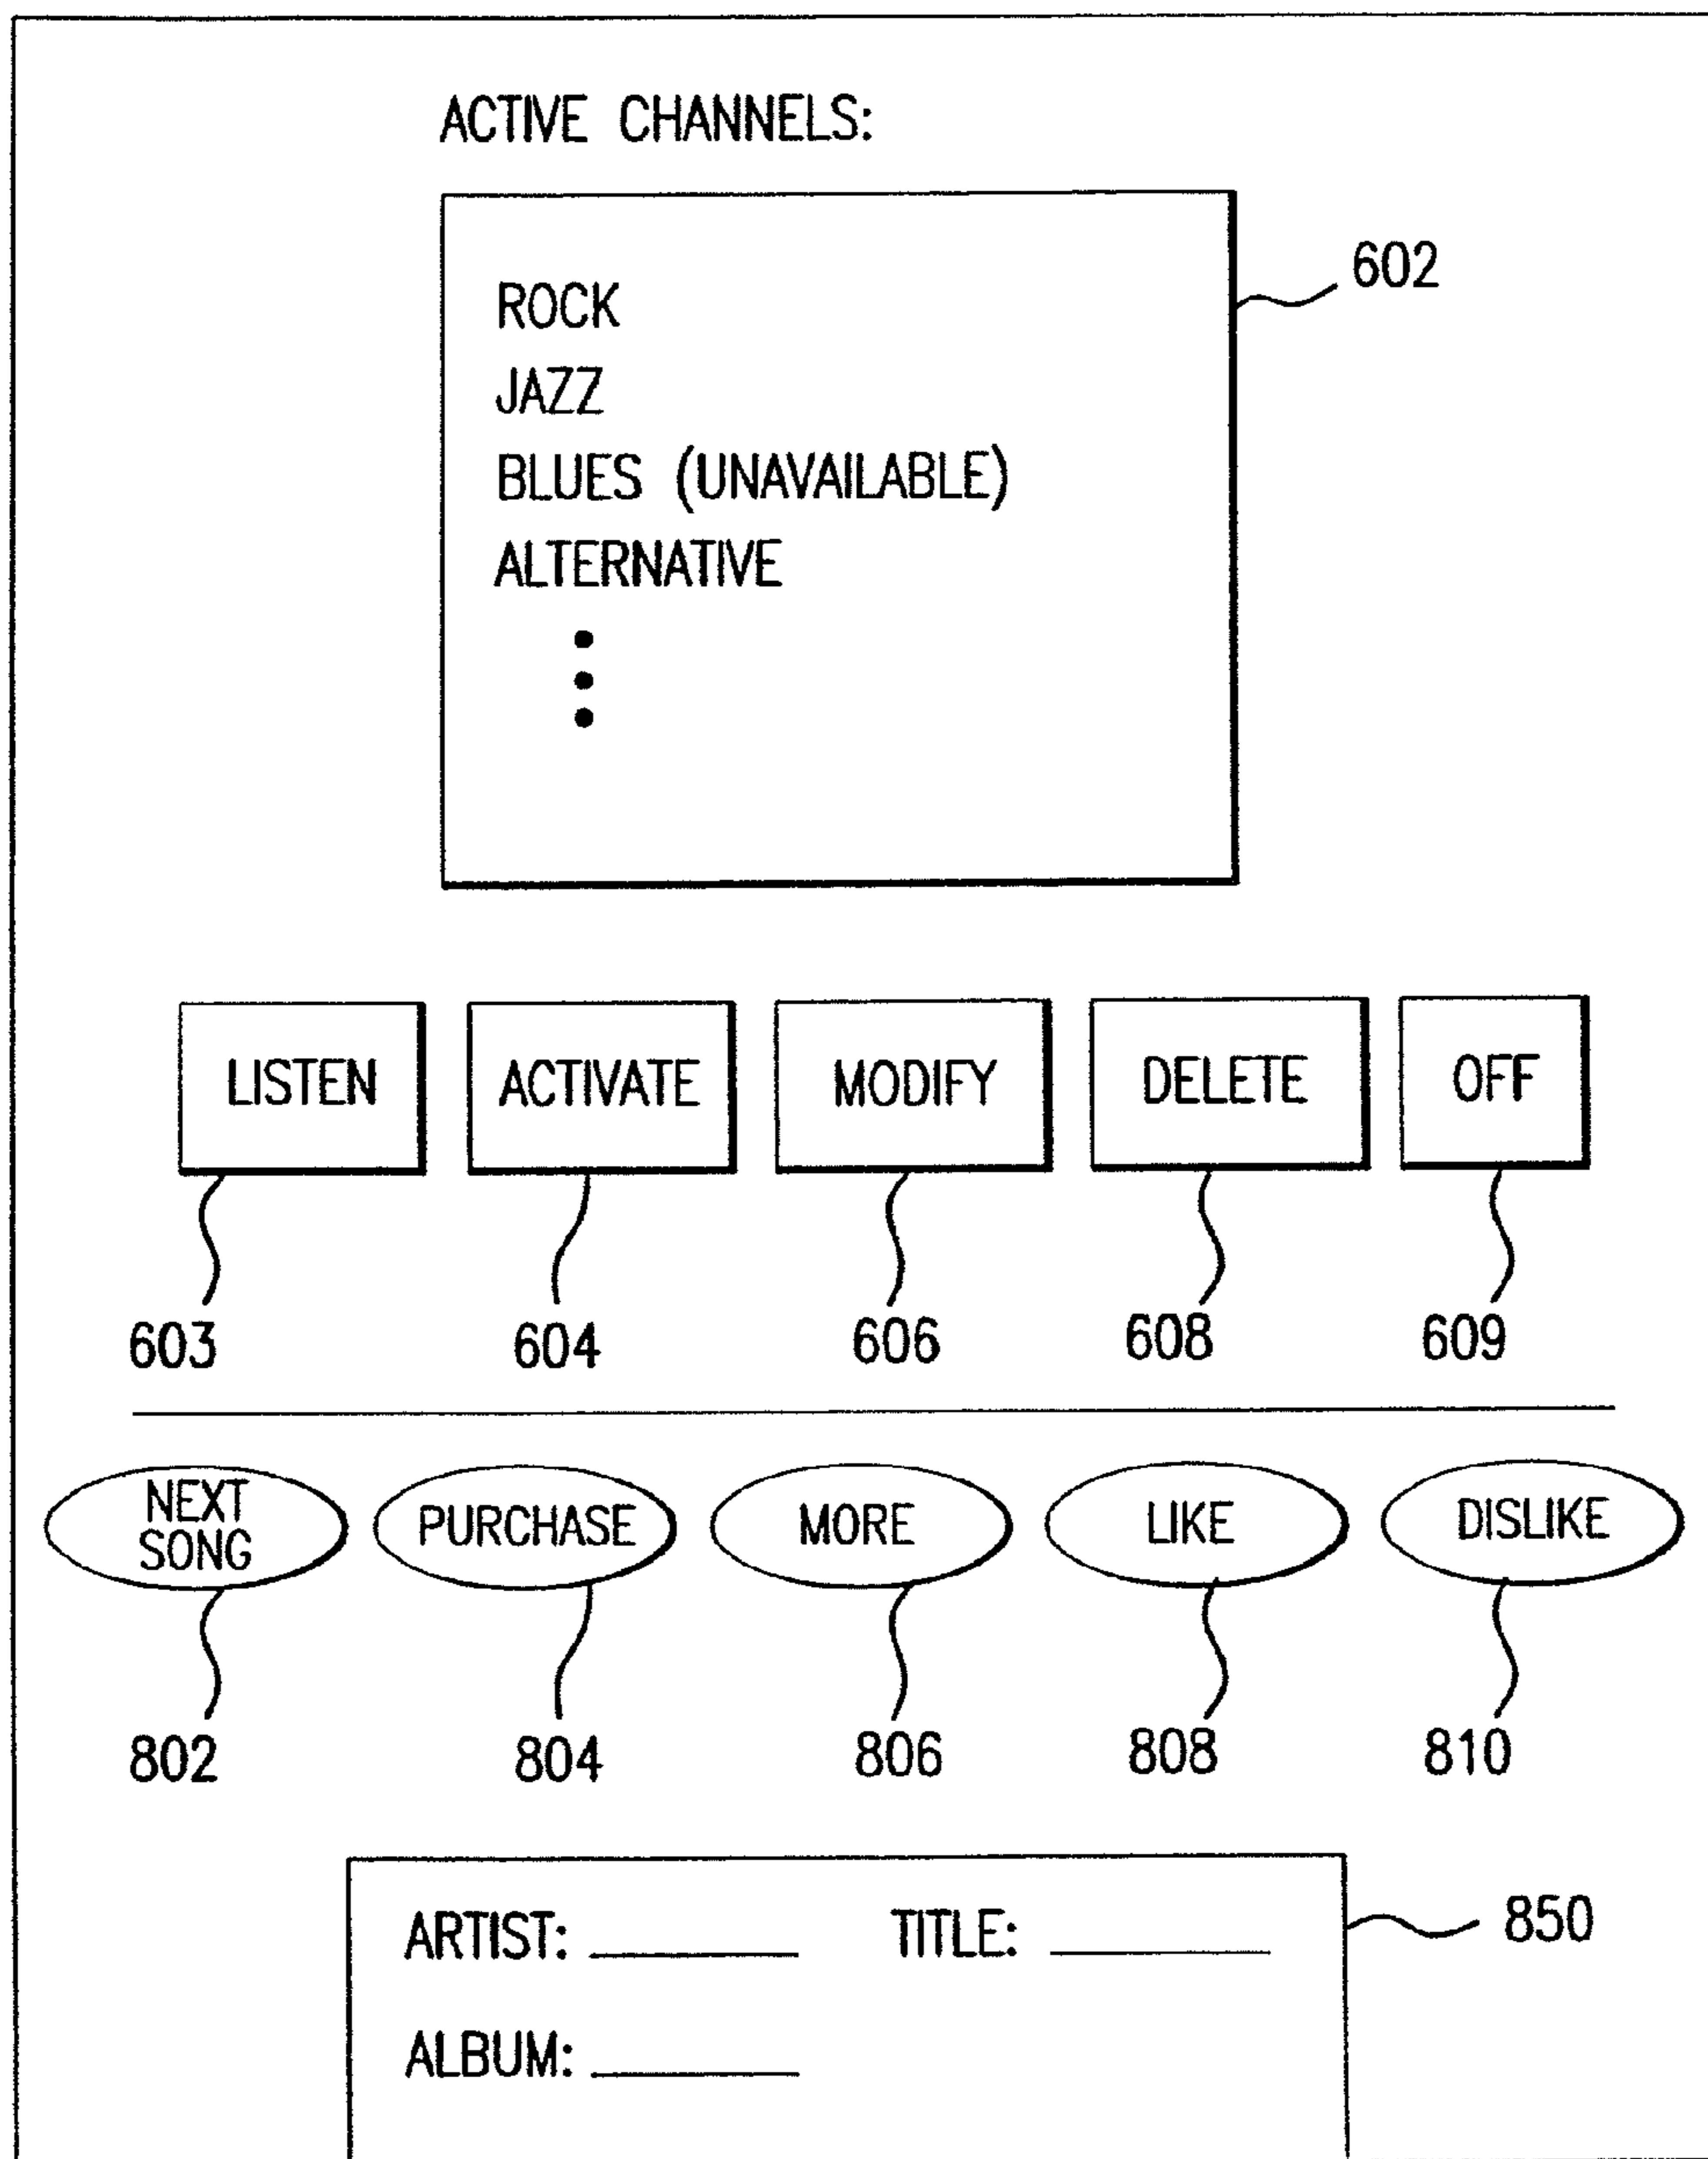 ACTIVE CHANNELS:
602
ROCK
JAZZ
BLUES (UNAVAILABLE)
ALTERNATIVE
LISTEN ACTIVATE MODIFY DELETE OFF
603 604 606 608 609
NEXT SONG PURCHASE MORE LIKE DISLIKE
802 804 806 808 810
ARTIST: TITLE: 850
ALBUM: